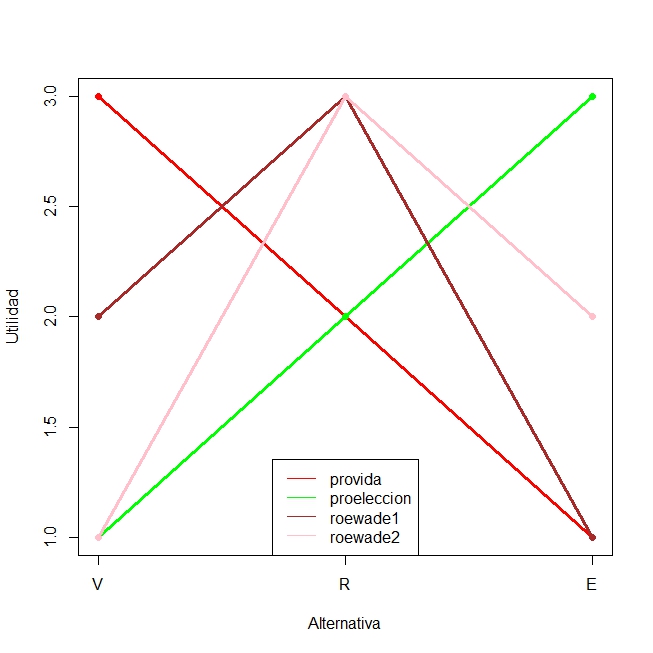 3.0
2.5
2.0
1.5
1.0
Utilidad
provida
proeleccion
roewade1
roewade2
V R E
Alternativa